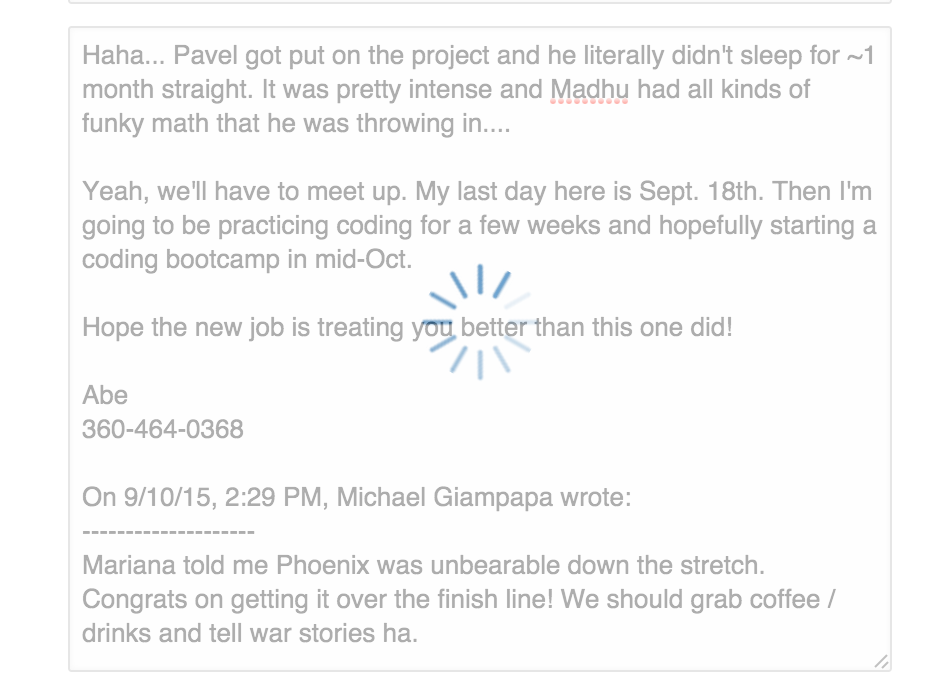 Haha... Pavel got put on the project and he literally didn't sleep for ~1
month straight. It was pretty intense and Madhu had all kinds of
funky math that he was throwing in....
Yeah, we'll have to meet up. My last day here is Sept. 18th. Then I'm
going to be practicing coding for a few weeks and hopefully starting a
coding bootcamp in mid-Oct.
Hope the new job is treating you better than this one did!
Abe
360-464-0368
On 9/10/15, 2:29 PM, Michael Giampapa wrote:
--------------------
Mariana told me Phoenix was unbearable down the stretch.
Congrats on getting it over the finish line! We should grab coffee /
drinks and tell war stories ha.